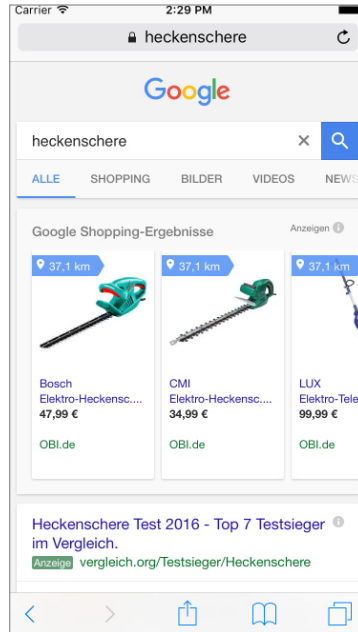 Carrier 2:29 PM
heckenschere
Google
heckenschere
ALLE SHOPPING BILDER VIDEOS NEWS
Google Shopping-Ergebnisse Anzeigen
37,1 km 37,1 km 37,1 km
Bosch CMI LUX
Elektro-Heckensc.... Elektro-Heckensc.... Elektro-Tele
47,99 € 34,99 € 99,99 €
OBI.de OBI.de OBI.de
Heckenschere Test 2016 - Top 7 Testsieger
im Vergleich.
Anzeige vergleich.org/Testsieger/Heckenschere